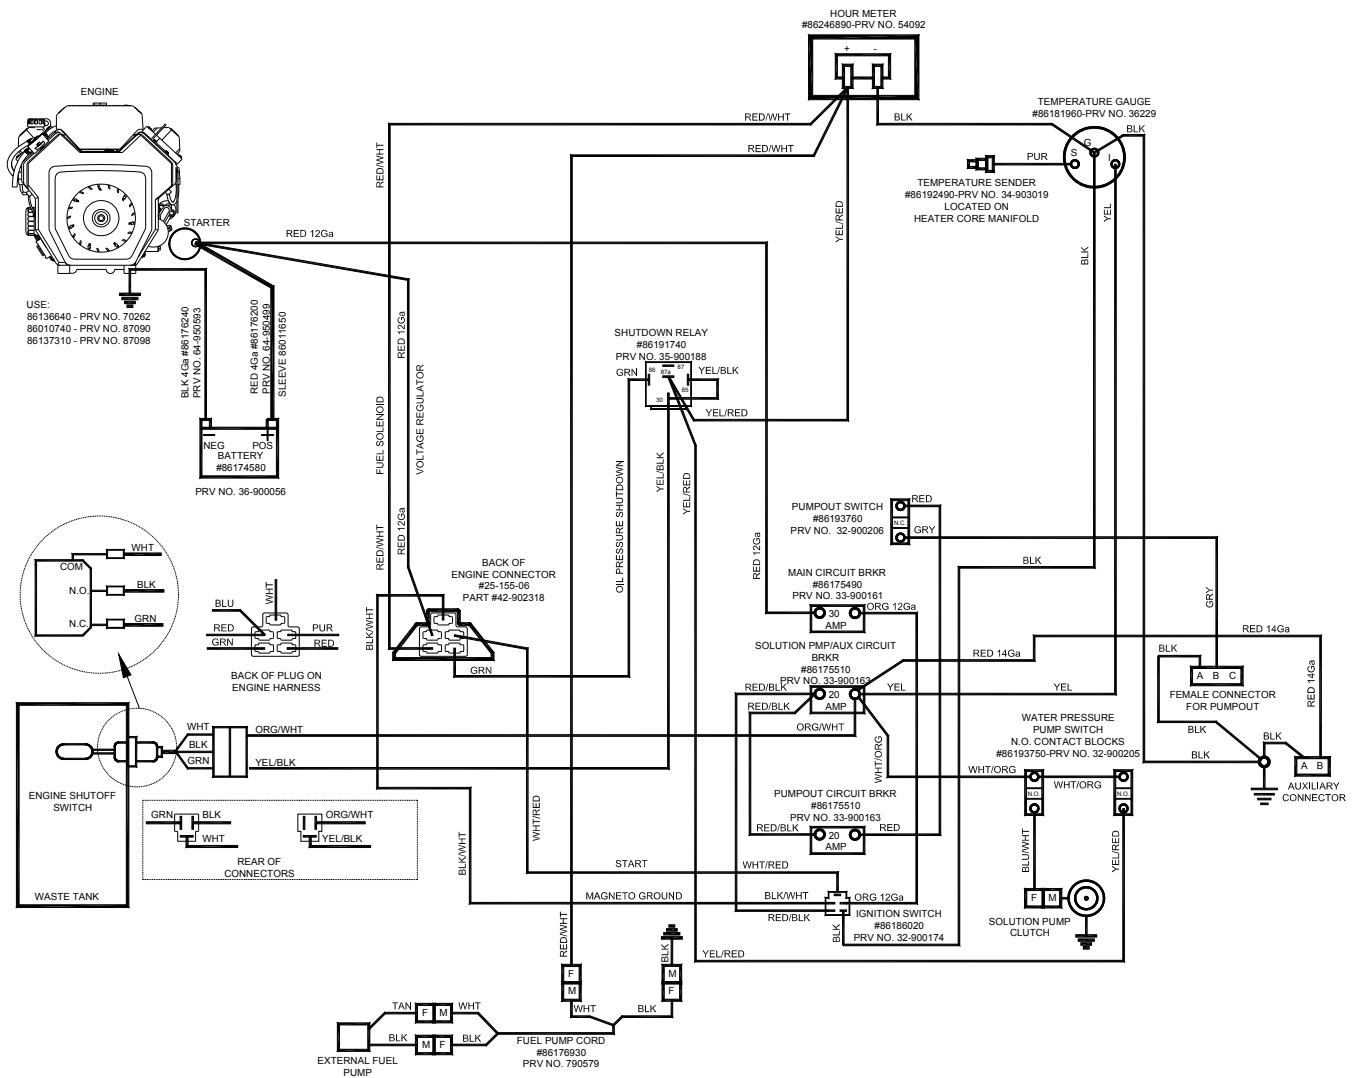 HOUR METER
#86246890-PRV NO. 54092
+ -
ENGINE
TEMPERATURE GAUGE
#86181960-PRV NO. 36229
RED/WHT
BLK
BLK
G
S
I
RED/WHT
RED/WHT
PUR
TEMPERATURE SENDER
#86192490-PRV NO. 34-903019
LOCATED ON
HEATER CORE MANIFOLD
YEL
YEL/RED
BLK
STARTER
RED 12Ga
USE:
86136640 - PRV NO. 70262
86010740 - PRV NO. 87090
86137310 - PRV NO. 87098
BLK 4Ga #86176240
PRV NO. 64-950593
RED 4Ga #86176200
PRV NO. 64-950499
SLEEVE 86011650
RED 12Ga
VOLTAGE REGULATOR
FUEL SOLENOID
SHUTDOWN RELAY
#86191740
PRV NO. 35-900188
GRN
86
87
87a
85
30
YEL/BLK
YEL/RED
NEG
POS
BATTERY
#86174580
PRV NO. 36-900056
OIL PRESSURE SHUTDOWN
YEL/BLK
YEL/RED
RED/WHT
RED 12Ga
RED 12Ga
PUMPOUT SWITCH
#86193760
PRV NO. 32-900206
RED
N.C.
GRY
BLK
WHT
COM
N.O.
BLK
N.C.
GRN
BACK OF
ENGINE CONNECTOR
#25-155-06
PART #42-902318
BLK/WHT
GRN
WHT
BLU
RED
PUR
GRN
RED
BACK OF PLUG ON
ENGINE HARNESS
MAIN CIRCUIT BRKR
#86175490
PRV NO. 33-900161
30
AMP
ORG 12Ga
GRY
SOLUTION PMP/AUX CIRCUIT
BRKR
#86175510
PRV NO. 33-900163
RED/BLK
20
AMP
YEL
YEL
RED/BLK
ORG/WHT
RED 14Ga
RED 14Ga
RED 14Ga
BLK
A B C
FEMALE CONNECTOR
FOR PUMPOUT
BLK
BLK
BLK
A B
AUXILIARY
CONNECTOR
WHT
BLK
GRN
ORG/WHT
YEL/BLK
ENGINE SHUTOFF
SWITCH
WASTE TANK
GRN
BLK
WHT
ORG/WHT
YEL/BLK
REAR OF
CONNECTORS
WATER PRESSURE
PUMP SWITCH
N.O. CONTACT BLOCKS
#86193750-PRV NO. 32-900205
WHT/ORG
WHT/ORG
WHT/ORG
N.O.
N.O.
BLU/WHT
YEL/RED
F M
SOLUTION PUMP
CLUTCH
PUMPOUT CIRCUIT BRKR
#86175510
PRV NO. 33-900163
RED/BLK
20
AMP
RED
WHT/RED
BLK/WHT
START
WHT/RED
MAGNETO GROUND
BLK/WHT
ORG 12Ga
RED/BLK
IGNITION SWITCH
#86186020
PRV NO. 32-900174
BLK
YEL/RED
RED/WHT
BLK
F
M
M
F
WHT
BLK
TAN
F M
WHT
BLK
M F
BLK
EXTERNAL FUEL
PUMP
FUEL PUMP CORD
#86176930
PRV NO. 790579